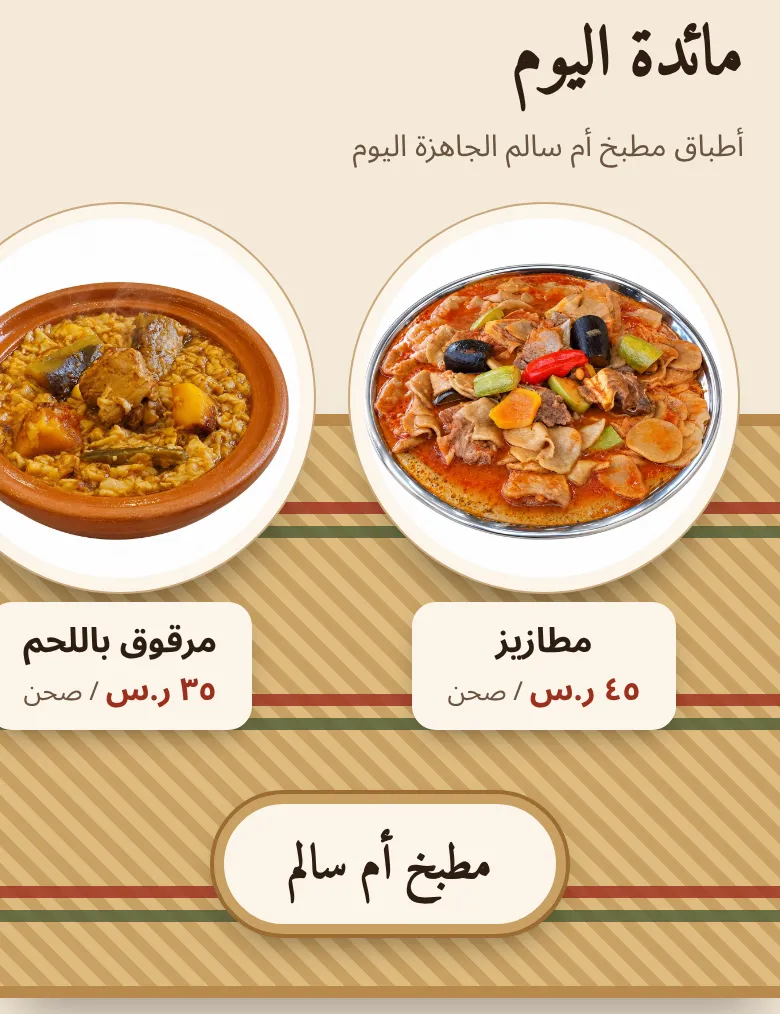 مائدة اليوم
أطباق مطبخ أم سالم الجاهزة اليوم
مطازيز
٤٥ ر.س / صحن
مرقوق باللحم
٣٥ ر.س / صحن
مطبخ أم سالم